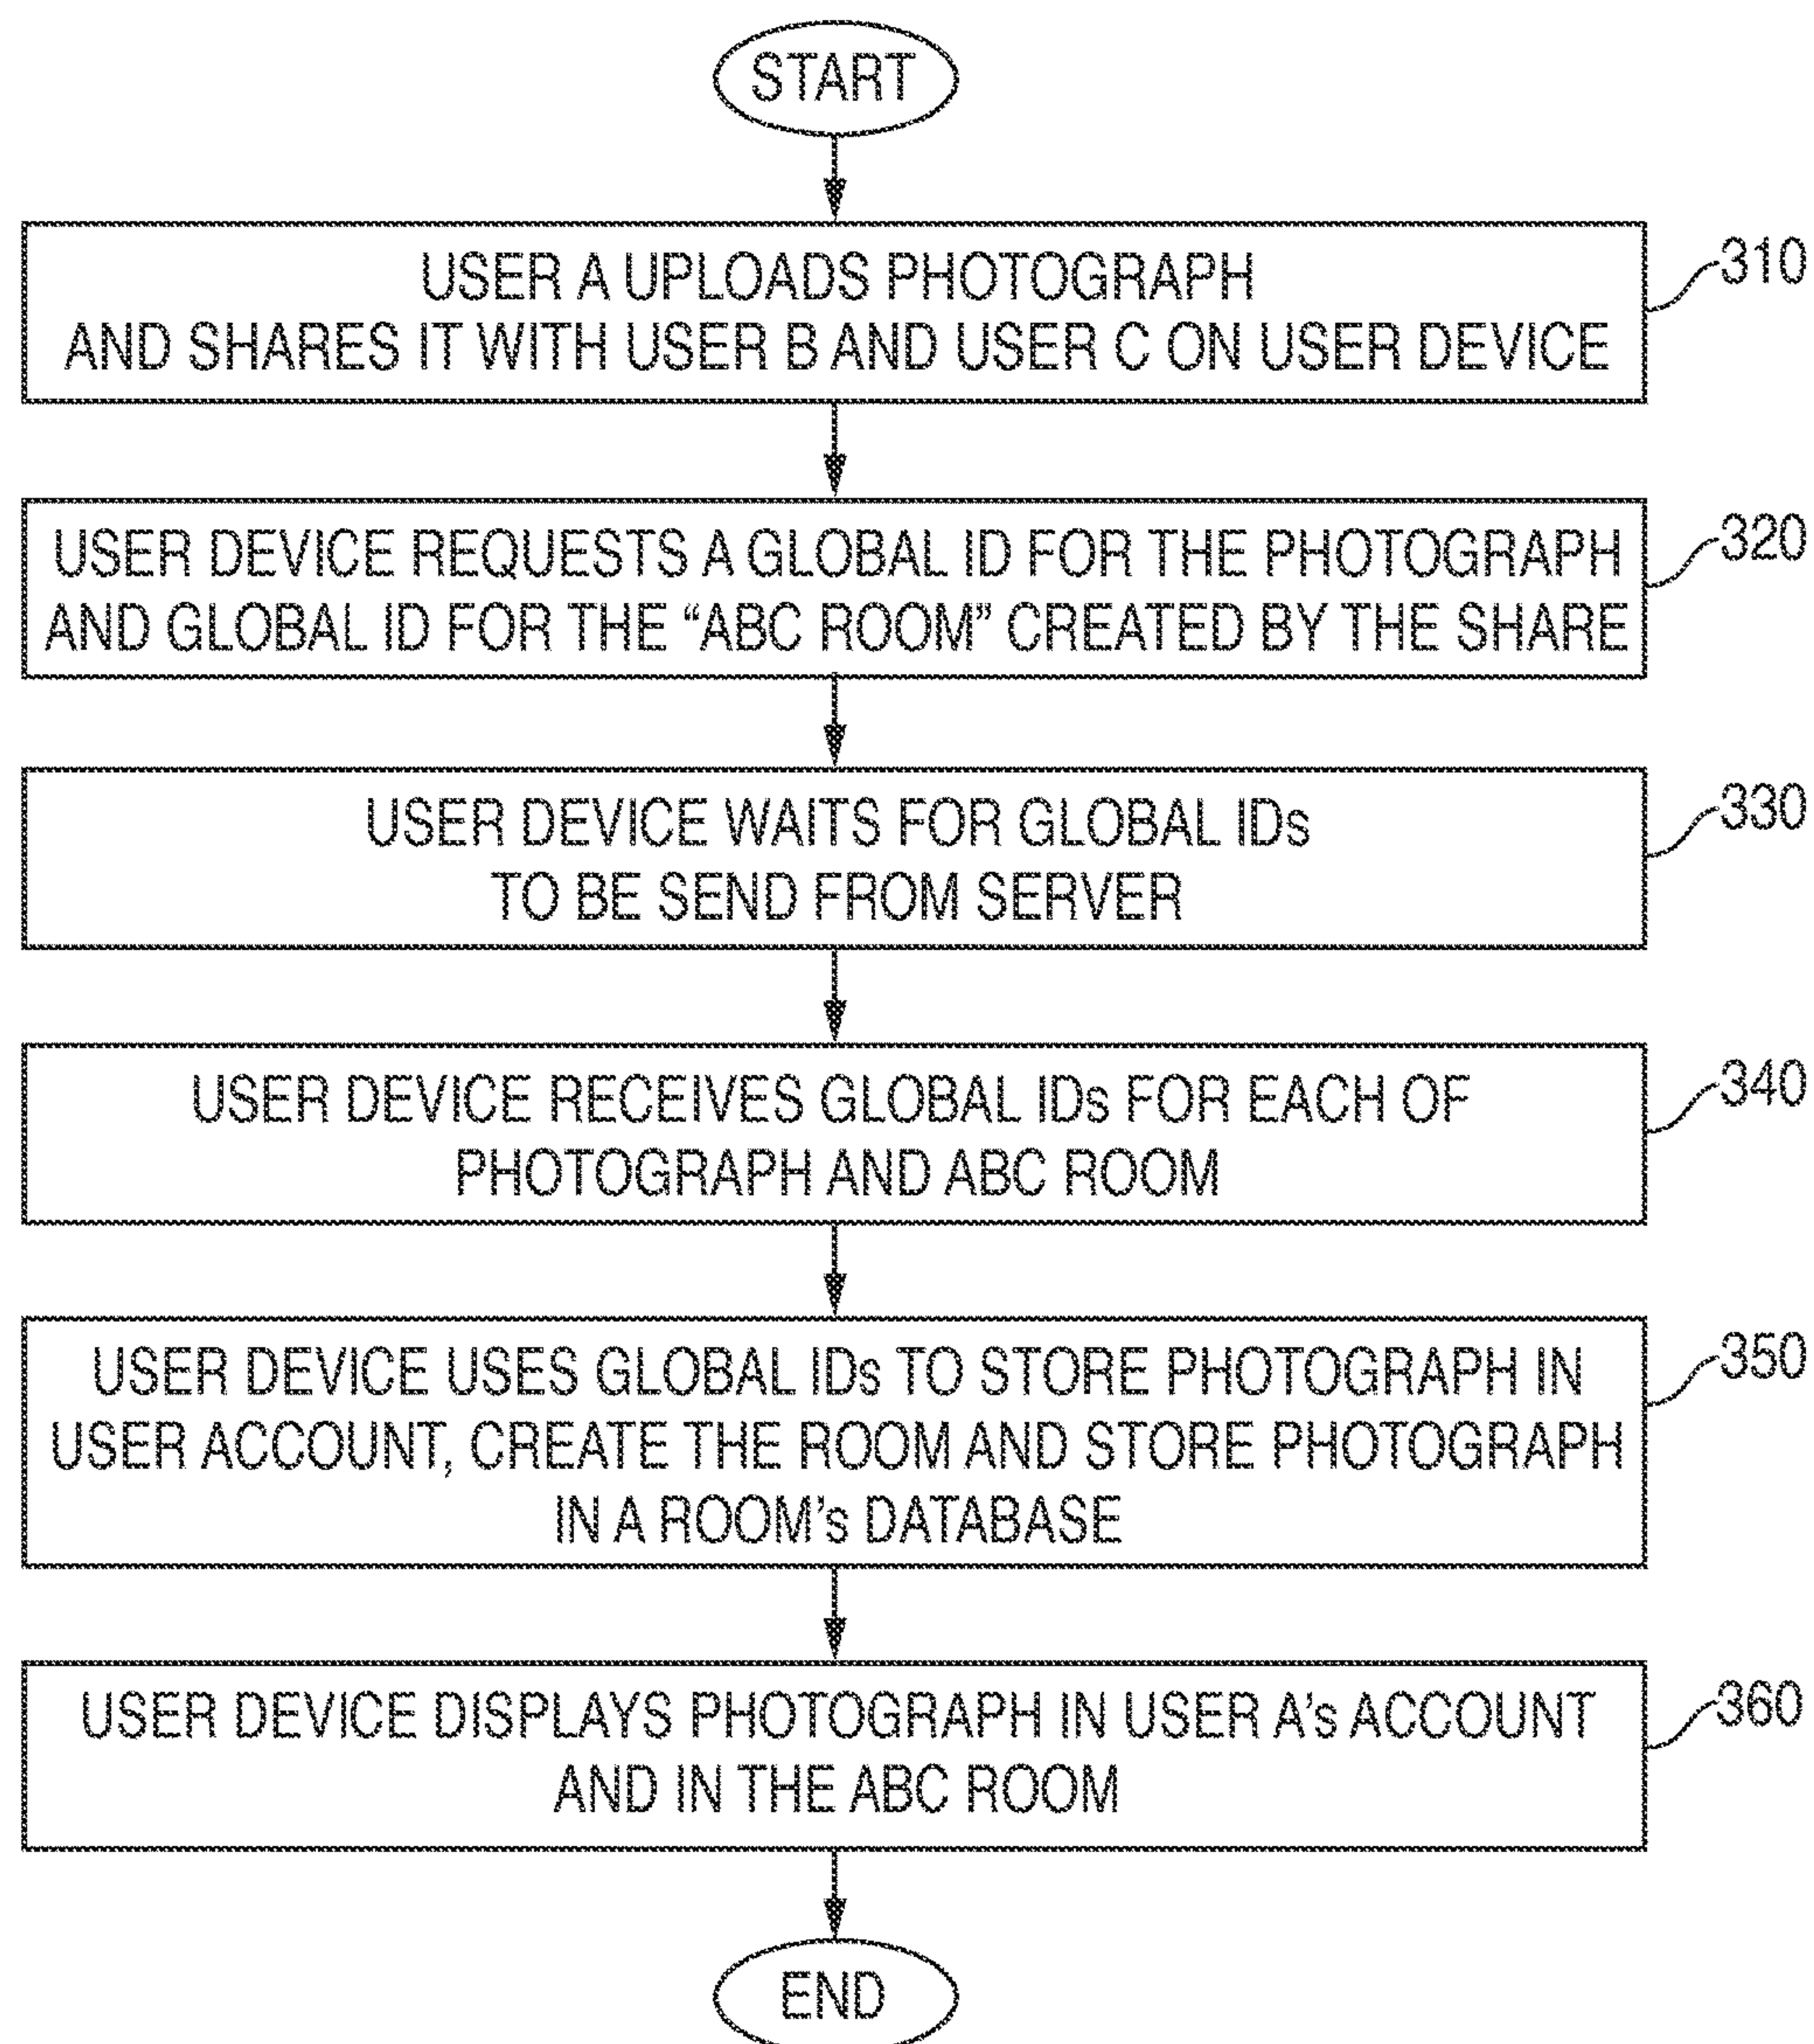 START
USER A UPLOADS PHOTOGRAPH
AND SHARES IT WITH USER B AND USER C ON USER DEVICE
310
USER DEVICE REQUESTS A GLOBAL ID FOR THE PHOTOGRAPH
AND GLOBAL ID FOR THE “ABC ROOM” CREATED BY THE SHARE
320
USER DEVICE WAITS FOR GLOBAL IDs
TO BE SEND FROM SERVER
330
USER DEVICE RECEIVES GLOBAL IDs FOR EACH OF
PHOTOGRAPH AND ABC ROOM
340
USER DEVICE USES GLOBAL IDs TO STORE PHOTOGRAPH IN
USER ACCOUNT, CREATE THE ROOM AND STORE PHOTOGRAPH
IN A ROOM’s DATABASE
350
USER DEVICE DISPLAYS PHOTOGRAPH IN USER A’s ACCOUNT
AND IN THE ABC ROOM
360
END